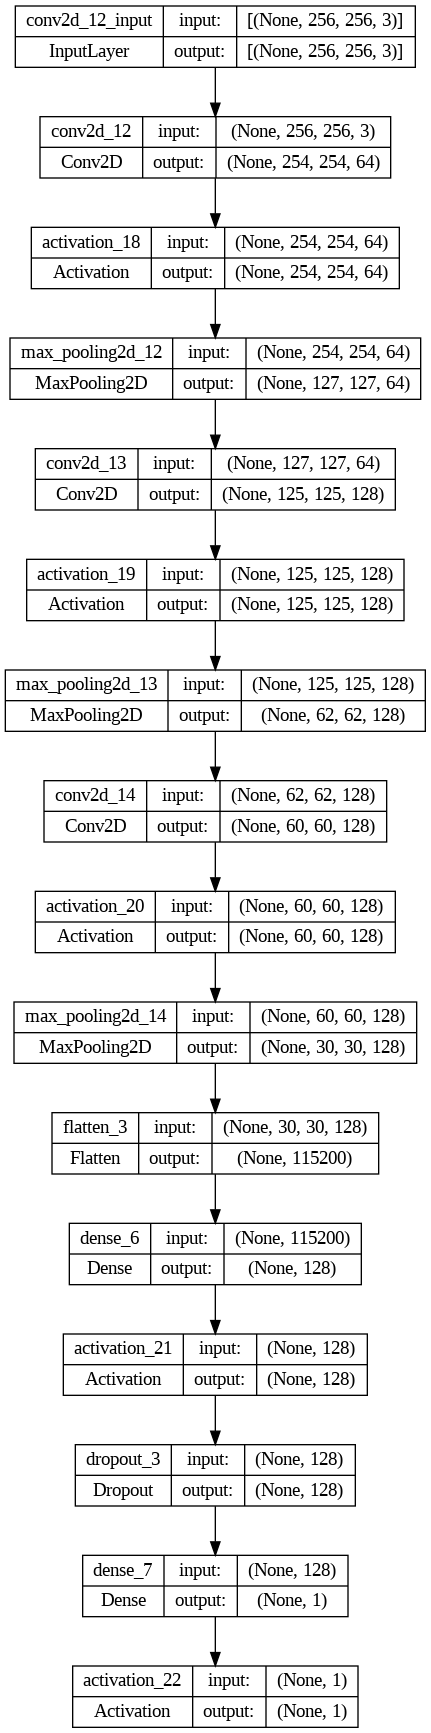 conv2d_12_input input: [(None, 256, 256, 3)]
InputLayer output: [(None, 256, 256, 3)]
conv2d_12 input: (None, 256, 256, 3)
Conv2D output: (None, 254, 254, 64)
activation_18 input: (None, 254, 254, 64)
Activation output: (None, 254, 254, 64)
max_pooling2d_12 input: (None, 254, 254, 64)
MaxPooling2D output: (None, 127, 127, 64)
conv2d_13 input: (None, 127, 127, 64)
Conv2D output: (None, 125, 125, 128)
activation_19 input: (None, 125, 125, 128)
Activation output: (None, 125, 125, 128)
max_pooling2d_13 input: (None, 125, 125, 128)
MaxPooling2D output: (None, 62, 62, 128)
conv2d_14 input: (None, 62, 62, 128)
Conv2D output: (None, 60, 60, 128)
activation_20 input: (None, 60, 60, 128)
Activation output: (None, 60, 60, 128)
max_pooling2d_14 input: (None, 60, 60, 128)
MaxPooling2D output: (None, 30, 30, 128)
flatten_3 input: (None, 30, 30, 128)
Flatten output: (None, 115200)
dense_6 input: (None, 115200)
Dense output: (None, 128)
activation_21 input: (None, 128)
Activation output: (None, 128)
dropout_3 input: (None, 128)
Dropout output: (None, 128)
dense_7 input: (None, 128)
Dense output: (None, 1)
activation_22 input: (None, 1)
Activation output: (None, 1)